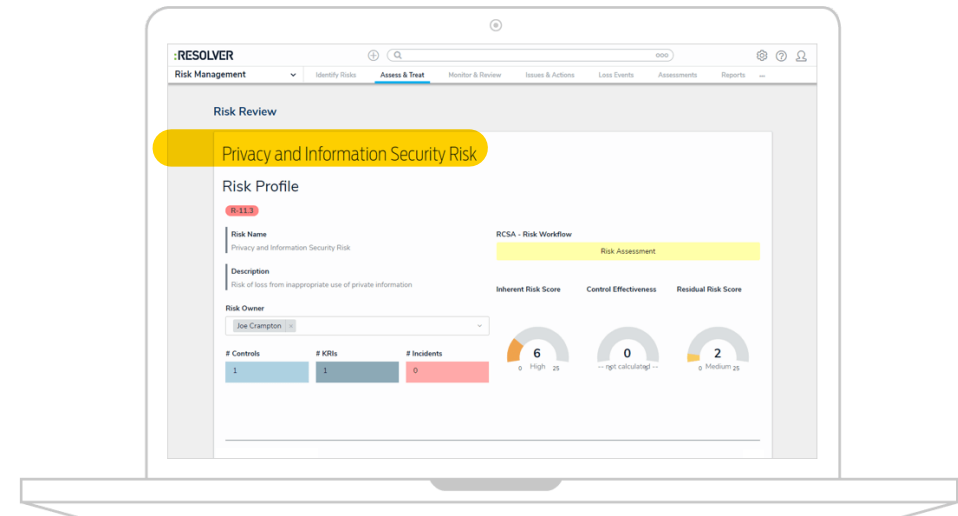 :RESOLVER
Risk Management Identify Risks Assess & Treat Monitor & Review Issues & Actions Loss Events Assessments Reports ...
Risk Review
Privacy and Information Security Risk
Risk Profile
R-11.3
Risk Name
Privacy and Information Security Risk
Description
Risk of loss from inappropriate use of private information
Risk Owner
Joe Crampton ×
# Controls # KRIs # Incidents
1 1 0
RCSA - Risk Workflow
Risk Assessment
Inherent Risk Score Control Effectiveness Residual Risk Score
6 0 2
0 High 25 -- not calculated -- 0 Medium 25